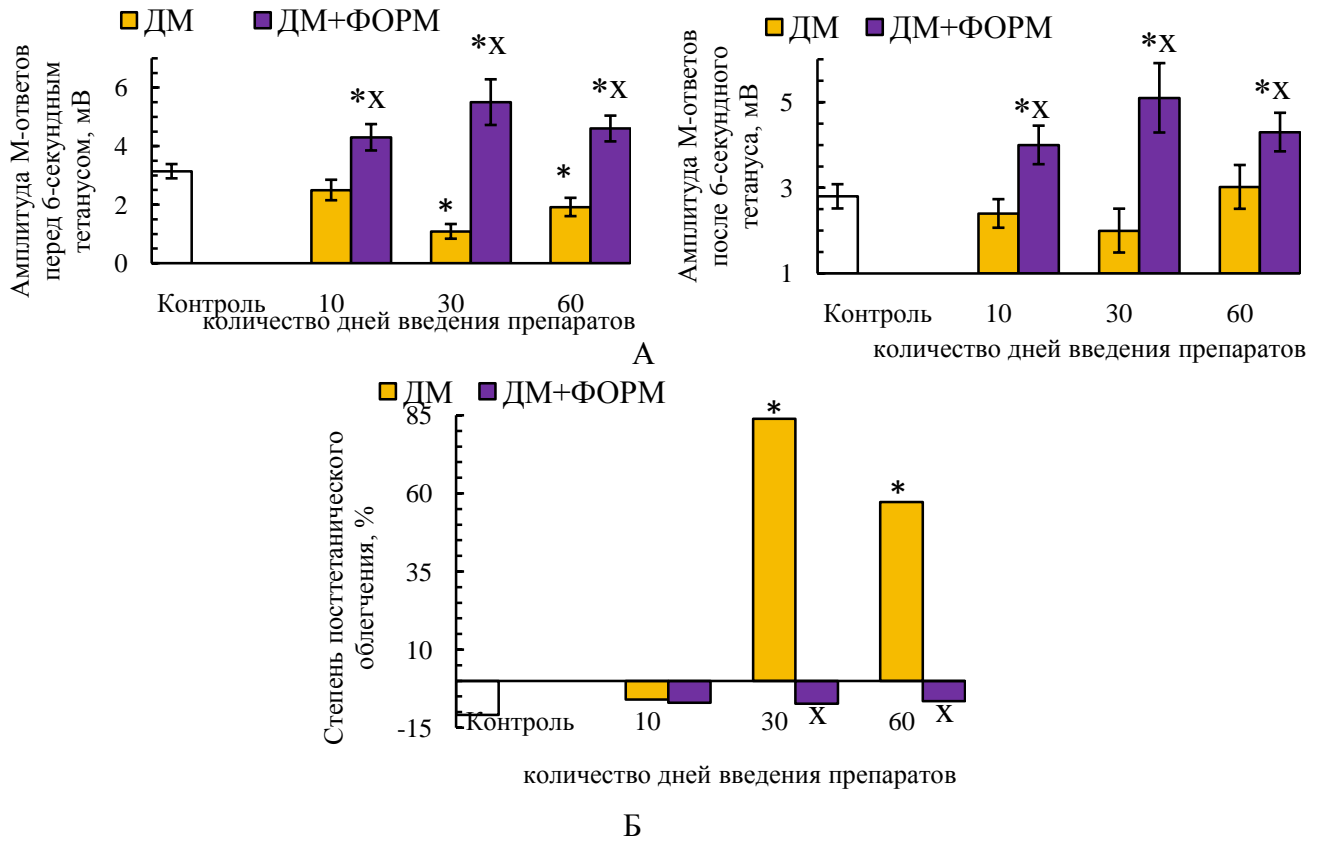 ДМ ДМ+ФОРМ
Амплитуда М-ответов
перед 6-секундным
тетанусом, мВ
6
4
2
0
*X
*
*X
*
*X
Контроль 10 30 60
количество дней введения препаратов
ДМ ДМ+ФОРМ
Амплитуда М-ответов
после 6-секундного
тетануса, мВ
5
3
1
*X
*X
*X
Контроль 10 30 60
количество дней введения препаратов
А
ДМ ДМ+ФОРМ
Степень посттетанического
облегчения, %
85
60
35
10
-15
*
*
X
X
Контроль 10 30 60
количество дней введения препаратов
Б